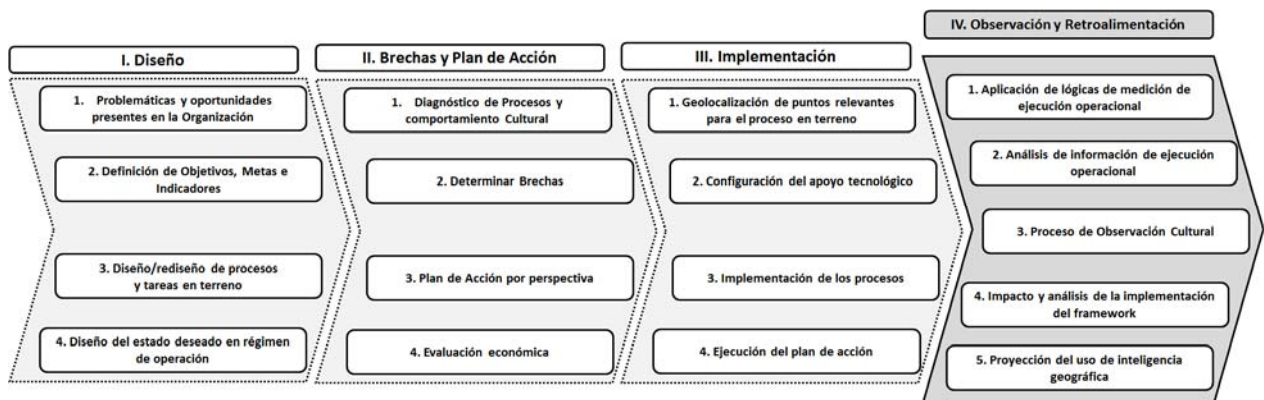 I. Diseño
1. Problemáticas y oportunidades
presentes en la Organización
2. Definición de Objetivos, Metas e
Indicadores
3. Diseño/rediseño de procesos
y tareas en terreno
4. Diseño del estado deseado en régimen
de operación
II. Brechas y Plan de Acción
1. Diagnóstico de Procesos y
comportamiento Cultural
2. Determinar Brechas
3. Plan de Acción por perspectiva
4. Evaluación económica
III. Implementación
1. Geolocalización de puntos relevantes
para el proceso en terreno
2. Configuración del apoyo tecnológico
3. Implementación de los procesos
4. Ejecución del plan de acción
IV. Observación y Retroalimentación
1. Aplicación de lógicas de medición de
ejecución operacional
2. Análisis de información de ejecución
operacional
3. Proceso de Observación Cultural
4. Impacto y análisis de la implementación
del framework
5. Proyección del uso de inteligencia
geográfica